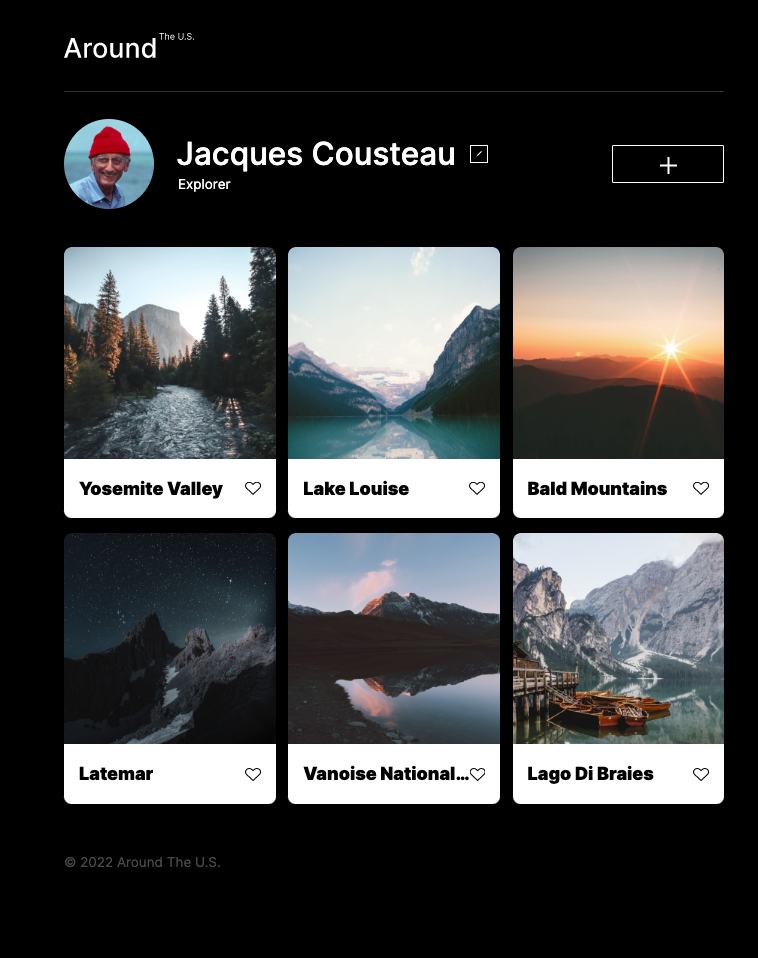 Around The U.S.
Jacques Cousteau
Explorer
Yosemite Valley
Lake Louise
Bald Mountains
Latemar
Vanoise National...
Lago Di Braies
© 2022 Around The U.S.